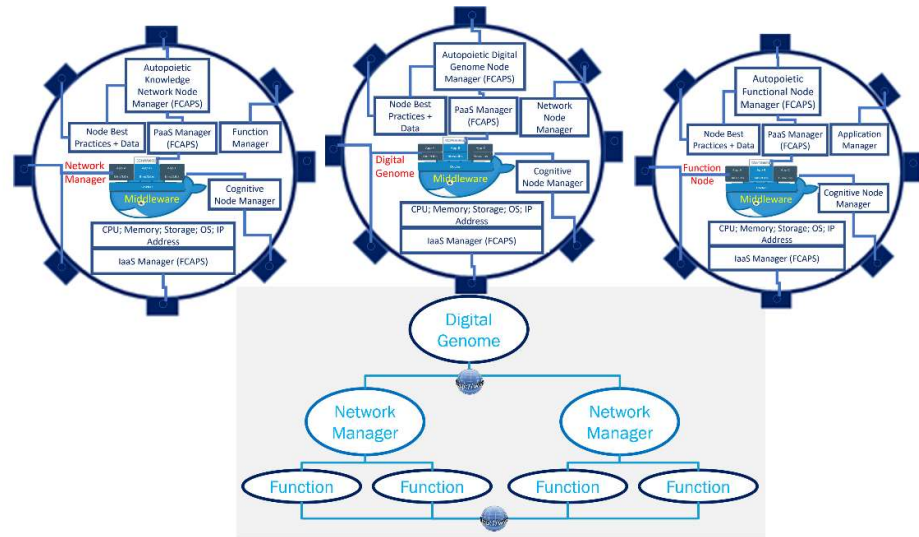 Autopoietic
Knowledge
Network Node
Manager (FCAPS)
Node Best
Practices + Data
PaaS Manager
(FCAPS)
Function
Manager
Network
Manager
Middleware
Cognitive
Node Manager
CPU; Memory; Storage; OS; IP
Address
IaaS Manager (FCAPS)
Autopoietic Digital
Genome Node
Manager (FCAPS)
Node Best
Practices + Data
PaaS Manager
(FCAPS)
Network
Node
Manager
Digital
Genome
Middleware
Cognitive
Node Manager
CPU; Memory; Storage; OS; IP
Address
IaaS Manager (FCAPS)
Autopoietic
Functional Node
Manager (FCAPS)
Node Best
Practices + Data
PaaS Manager
(FCAPS)
Application
Manager
Function
Node
Middleware
Cognitive Node
Manager
CPU; Memory; Storage; OS; IP
Address
IaaS Manager (FCAPS)
Digital
Genome
Network
Manager
Network
Manager
Function
Function
Function
Function